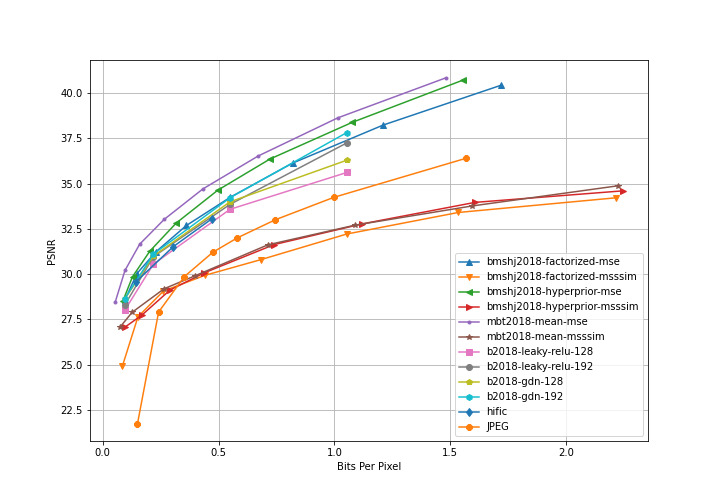 40.0
37.5
35.0
32.5
30.0
27.5
25.0
22.5
PSNR
0.0 0.5 1.0 1.5 2.0
Bits Per Pixel
bmshj2018-factorized-mse
bmshj2018-factorized-msssim
bmshj2018-hyperprior-mse
bmshj2018-hyperprior-msssim
mbt2018-mean-mse
mbt2018-mean-msssim
b2018-leaky-relu-128
b2018-leaky-relu-192
b2018-gdn-128
b2018-gdn-192
hific
JPEG